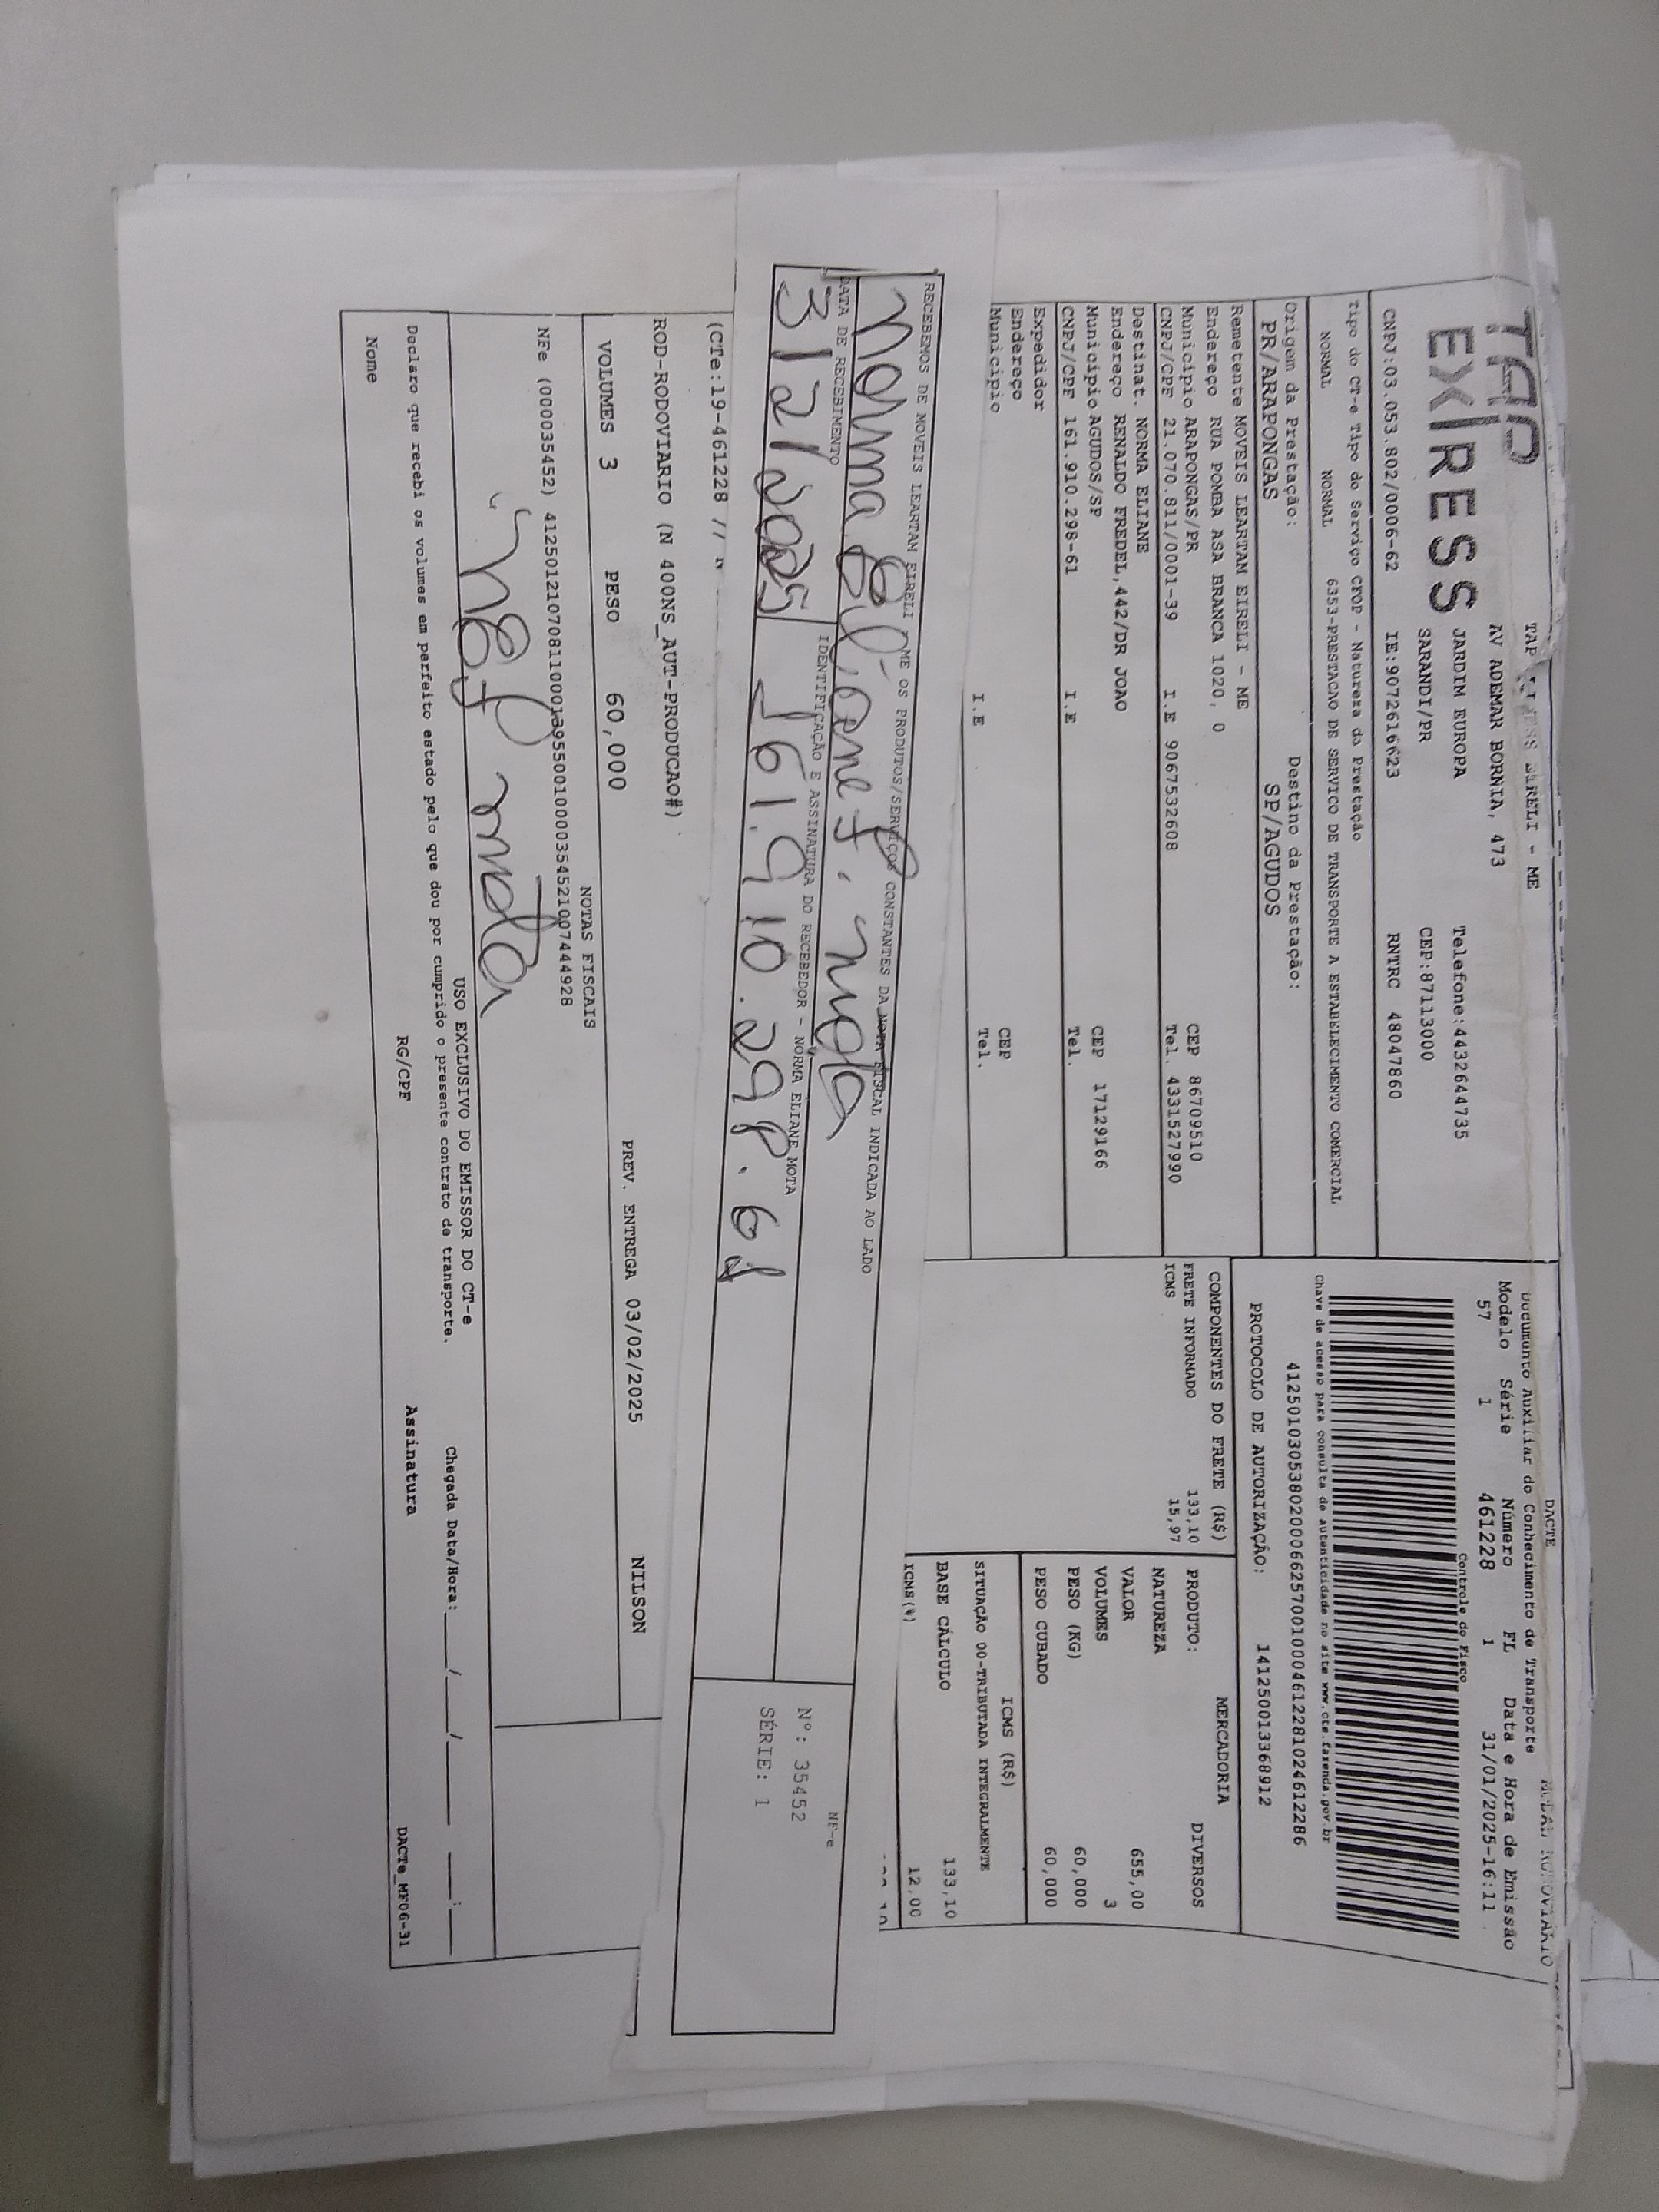 TAP
EXPRESS
TAP EIRELI - ME
AV ADEMAR BORNIA, 473
JARDIM EUROPA Telefone:4432644735
SARANDI/PR CEP:87113000
CNPJ:03.053.802/0006-62 IE:9072616623 RNTRC 48047860
Tipo do CT-e Tipo do Serviço CFOP - Natureza da Prestação
NORMAL NORMAL 6353-PRESTACAO DE SERVICO DE TRANSPORTE A ESTABELECIMENTO COMERCIAL
Origem da Prestação: Destino da Prestação:
PR/ARAPONGAS SP/AGUDOS
Remetente MOVEIS LEARTAM EIRELI - ME
Endereço RUA POMBA ASA BRANCA 1020, 0
Município ARAPONGAS/PR CEP 86709510
CNPJ/CPF 21.070.811/0001-39 I.E 9067532608 Tel. 4331527990
Destinat. NORMA ELIANE
Endereço RENALDO FREDEL,442/DR JOAO
Município AGUDOS/SP CEP 17129166
CNPJ/CPF 161.910.298-61 I.E Tel.
Expedidor
Endereço
Município CEP
I.E Tel.
DACTE
Documento Auxiliar do Conhecimento de Transporte MODAL RODOVIÁRIO
Modelo Série Número FL Data e Hora de Emissão
57 1 461228 1 31/01/2025-16:11
Controle do Fisco
Chave de acesso para consulta de autenticidade no site www.cte.fazenda.gov.br
41250103053802000662570010004612281024612286
PROTOCOLO DE AUTORIZAÇÃO: 141250013368912
COMPONENTES DO FRETE (R$)
FRETE INFORMADO 133,10
ICMS 15,97
MERCADORIA
PRODUTO: DIVERSOS
NATUREZA
VALOR 655,00
VOLUMES 3
PESO (KG) 60,000
PESO CUBADO 60,000
ICMS (R$)
SITUAÇÃO 00-TRIBUTADA INTEGRALMENTE
BASE CÁLCULO 133,10
ICMS(%) 12,00
RECEBEMOS DE MOVEIS LEARTAM EIRELI ME OS PRODUTOS/SERVIÇOS CONSTANTES DA NOTA FISCAL INDICADA AO LADO
Norma Eliane F. mota
DATA DE RECEBIMENTO IDENTIFICAÇÃO E ASSINATURA DO RECEBEDOR - NORMA ELIANE MOTA
3/2/2025 161.910.298.61
NF-e
Nº: 35452
SÉRIE: 1
(CTe:19-461228 //
ROD-RODOVIARIO (N 400NS_AUT-PRODUCAO#)
VOLUMES 3 PESO 60,000 PREV. ENTREGA 03/02/2025 NILSON
NOTAS FISCAIS
NFe (000035452) 41250121070811000139550010000354521007444928
mota
USO EXCLUSIVO DO EMISSOR DO CT-e
Declaro que recebi os volumes em perfeito estado pelo que dou por cumprido o presente contrato de transporte. Chegada Data/Hora:___/___/____ ___:___
Nome RG/CPF Assinatura
DACTe_MF06-31